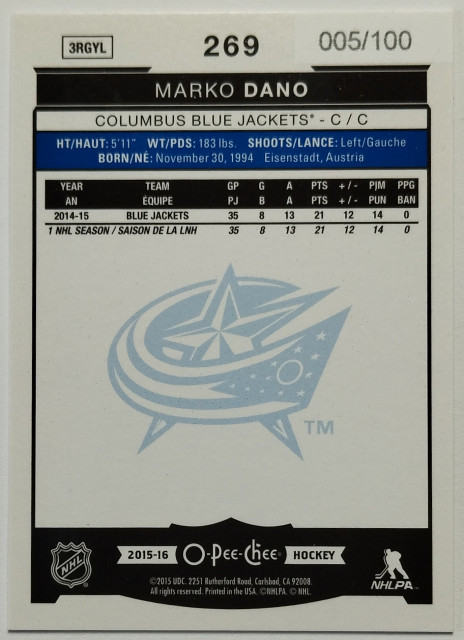 3RGYL 269 005/100
MARKO DANO
COLUMBUS BLUE JACKETS® - C / C
HT/HAUT: 5'11" WT/PDS: 183 lbs. SHOOTS/LANCE: Left/Gauche
BORN/NÉ: November 30, 1994 Eisenstadt, Austria
YEAR TEAM GP G A PTS +/- PJM PPG
AN ÉQUIPE PJ B A PTS +/- PUN BAN
2014-15 BLUE JACKETS 35 8 13 21 12 14 0
1 NHL SEASON / SAISON DE LA LNH 35 8 13 21 12 14 0
TM
NHL 2015-16 O-Pee-Chee HOCKEY NHLPA™
©2015 UDC. 2251 Rutherford Road, Carlsbad, CA 92008.
All rights reserved. Printed in the USA. ©NHLPA. © NHL.